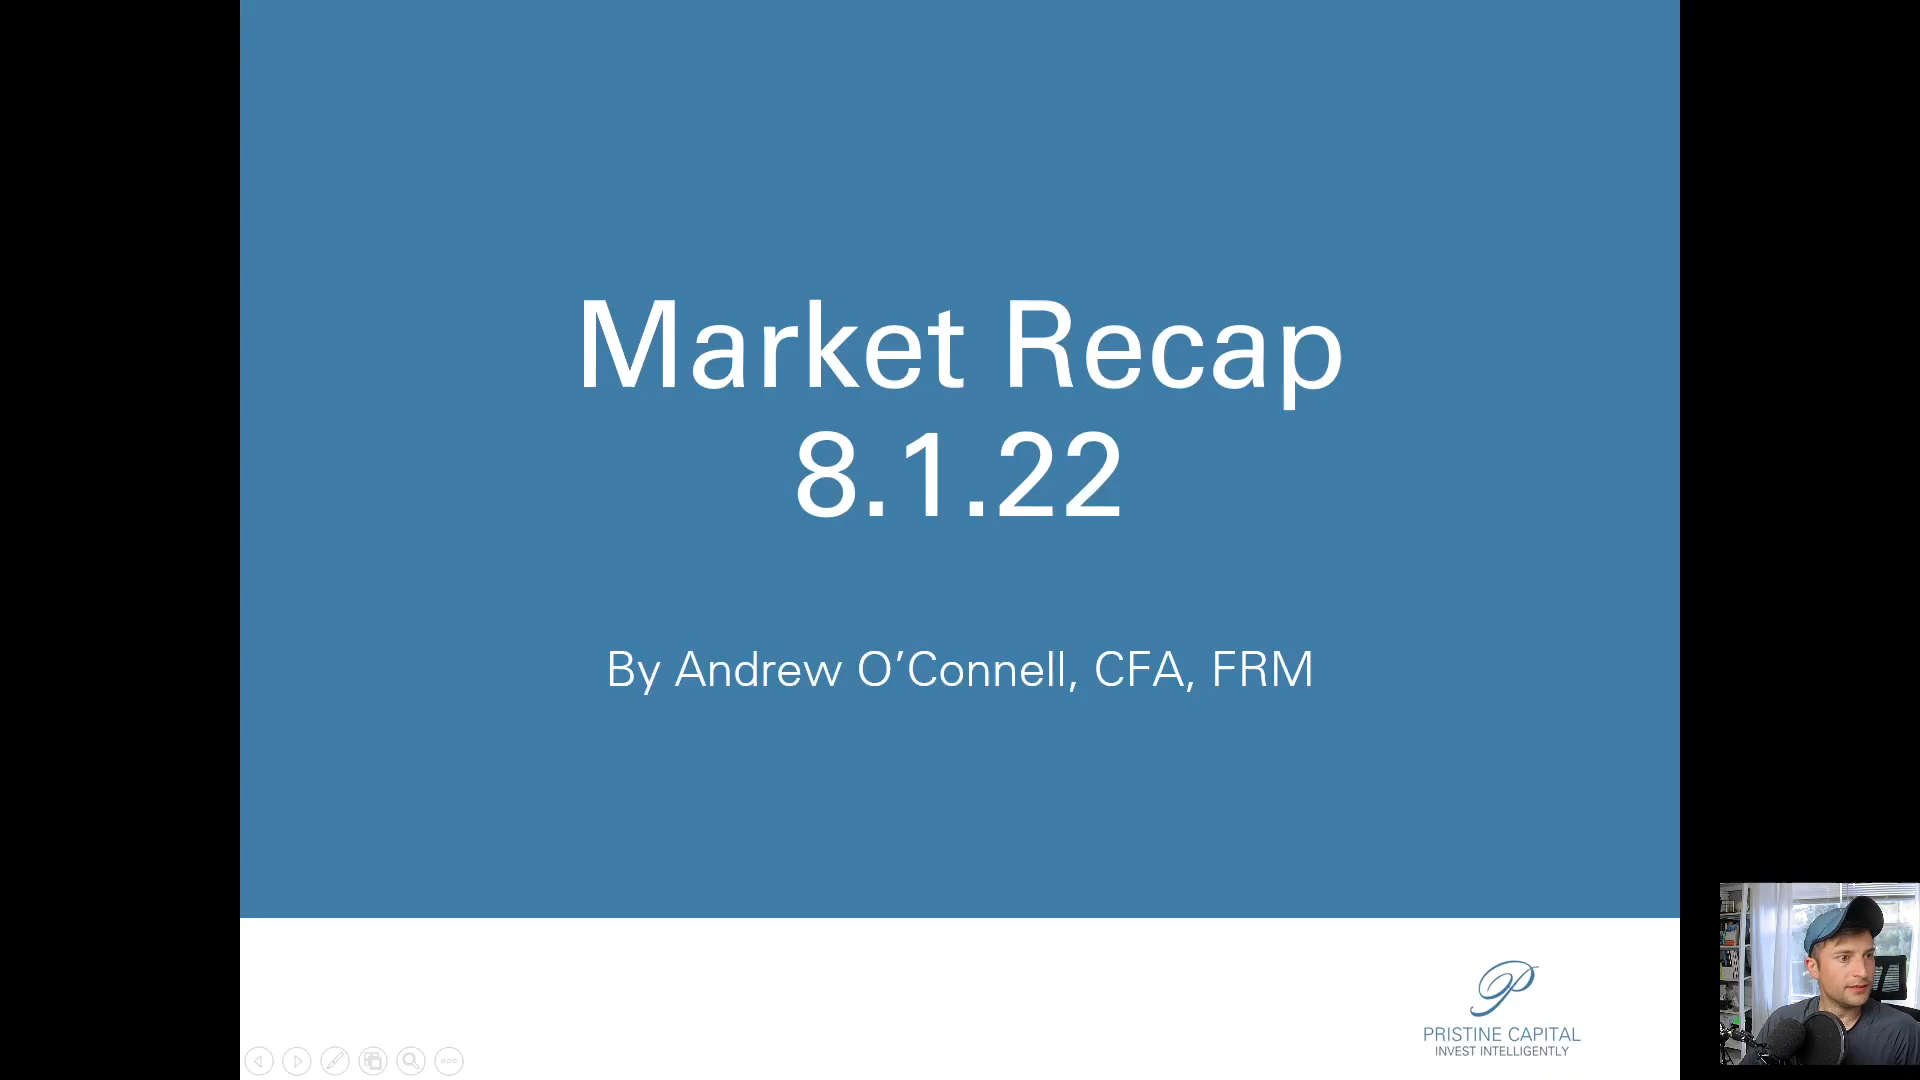 Market Recap
8.1.22
By Andrew O’Connell, CFA, FRM
PRISTINE CAPITAL
INVEST INTELLIGENTLY